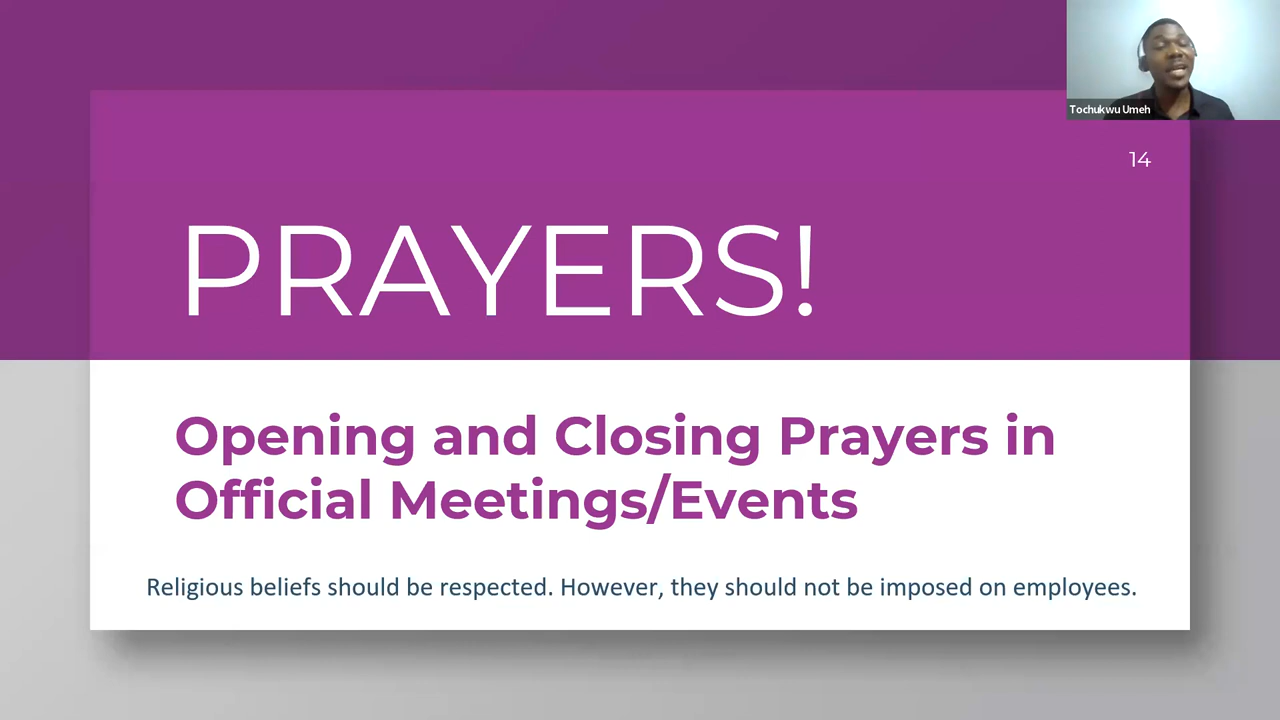 Tochukwu Umeh
14
PRAYERS!
Opening and Closing Prayers in
Official Meetings/Events
Religious beliefs should be respected. However, they should not be imposed on employees.